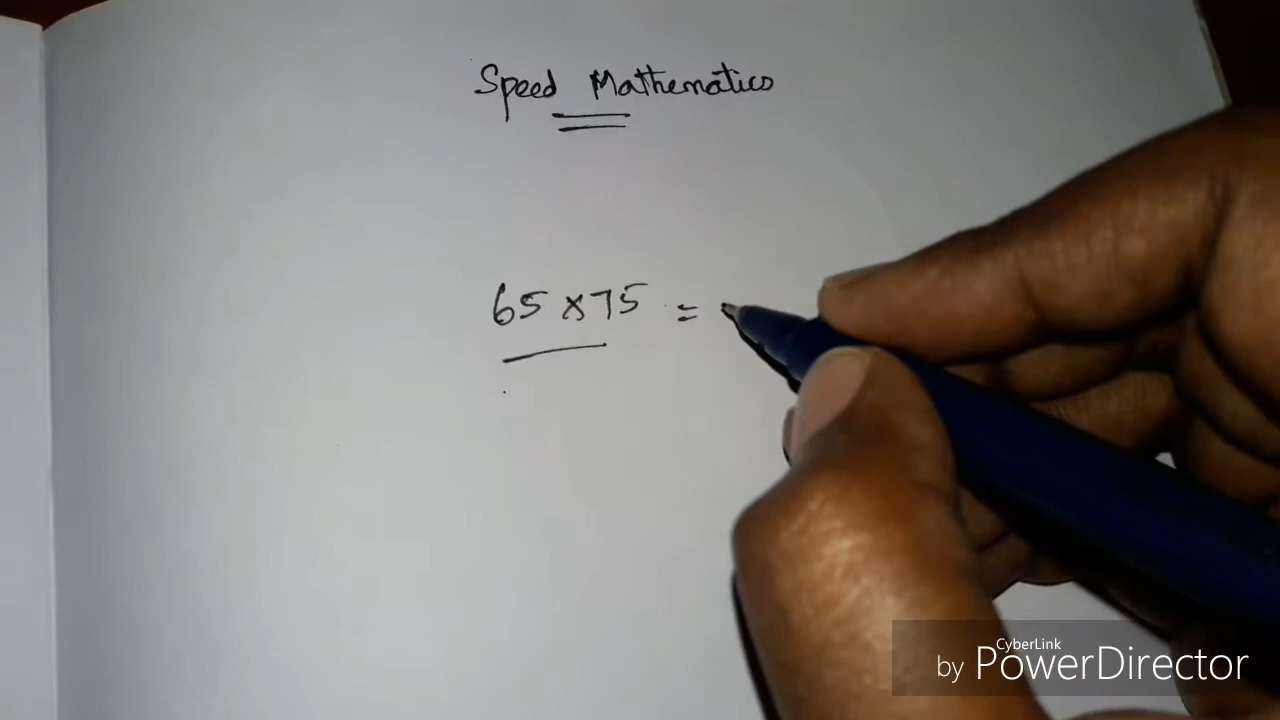 Speed Mathematics
65 × 75 =
CyberLink
by PowerDirector